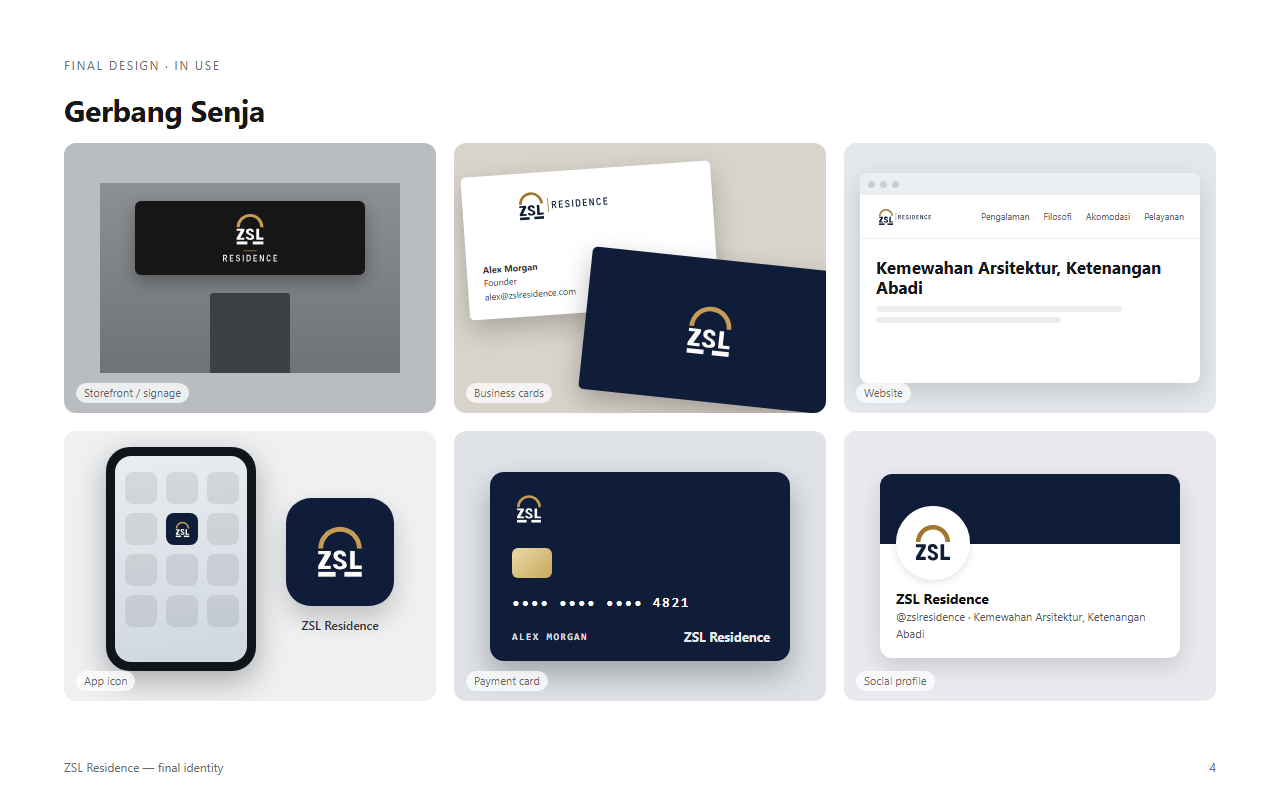 FINAL DESIGN · IN USE
Gerbang Senja
ZSL
RESIDENCE
Storefront / signage
ZSL RESIDENCE
Alex Morgan
Founder
alex@zslresidence.com
ZSL
Business cards
ZSL RESIDENCE
Pengalaman Filosofi Akomodasi Pelayanan
Kemewahan Arsitektur, Ketenangan
Abadi
Website
ZSL
ZSL
ZSL Residence
App icon
ZSL
•••• •••• •••• 4821
ALEX MORGAN
ZSL Residence
Payment card
ZSL
ZSL Residence
@zslresidence · Kemewahan Arsitektur, Ketenangan
Abadi
Social profile
ZSL Residence — final identity
4